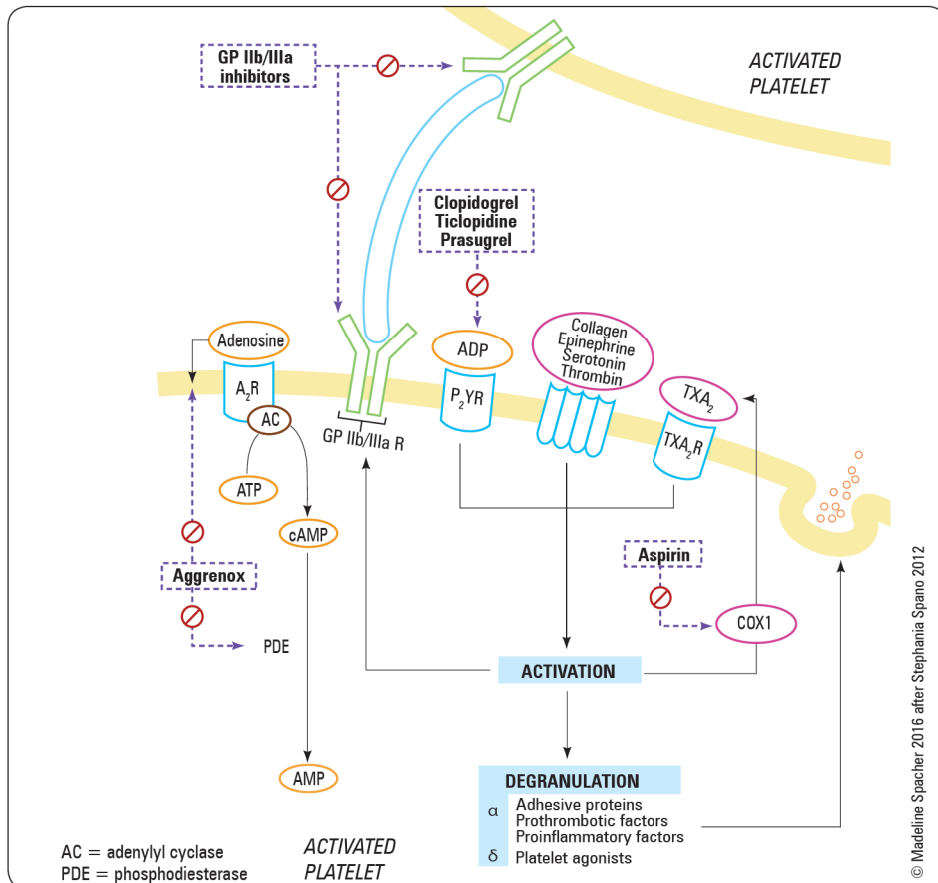 GP IIb/IIIa
inhibitors
ACTIVATED
PLATELET
Clopidogrel
Ticlopidine
Prasugrel
Adenosine
A₂R
AC
ATP
cAMP
AMP
GP IIb/IIIa R
ADP
P₂YR
Collagen
Epinephrine
Serotonin
Thrombin
TXA₂
TXA₂R
Aggrenox
PDE
Aspirin
COX1
ACTIVATION
DEGRANULATION
α Adhesive proteins
Prothrombotic factors
Proinflammatory factors
δ Platelet agonists
AC = adenylyl cyclase
PDE = phosphodiesterase
ACTIVATED
PLATELET
© Madeline Spacher 2016 after Stephania Spano 2012